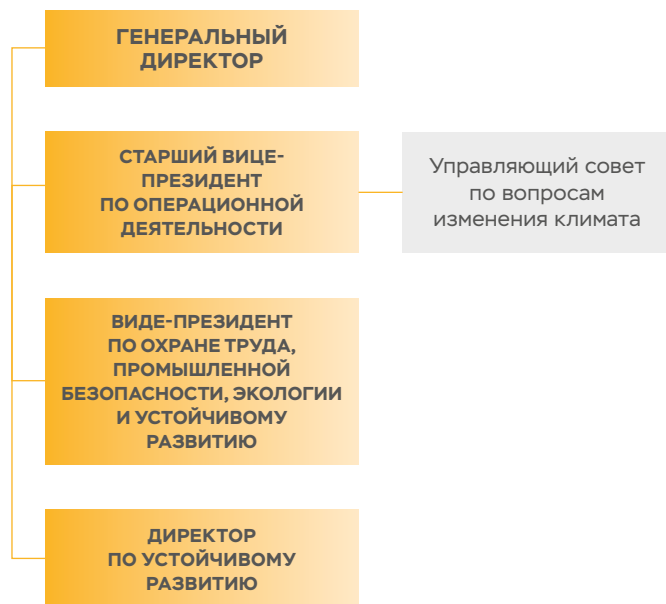 ГЕНЕРАЛЬНЫЙ
ДИРЕКТОР
СТАРШИЙ ВИЦЕ-
ПРЕЗИДЕНТ
ПО ОПЕРАЦИОННОЙ
ДЕЯТЕЛЬНОСТИ
Управляющий совет
по вопросам
изменения климата
ВИДЕ-ПРЕЗИДЕНТ
ПО ОХРАНЕ ТРУДА,
ПРОМЫШЛЕННОЙ
БЕЗОПАСНОСТИ, ЭКОЛОГИИ
И УСТОЙЧИВОМУ
РАЗВИТИЮ
ДИРЕКТОР
ПО УСТОЙЧИВОМУ
РАЗВИТИЮ